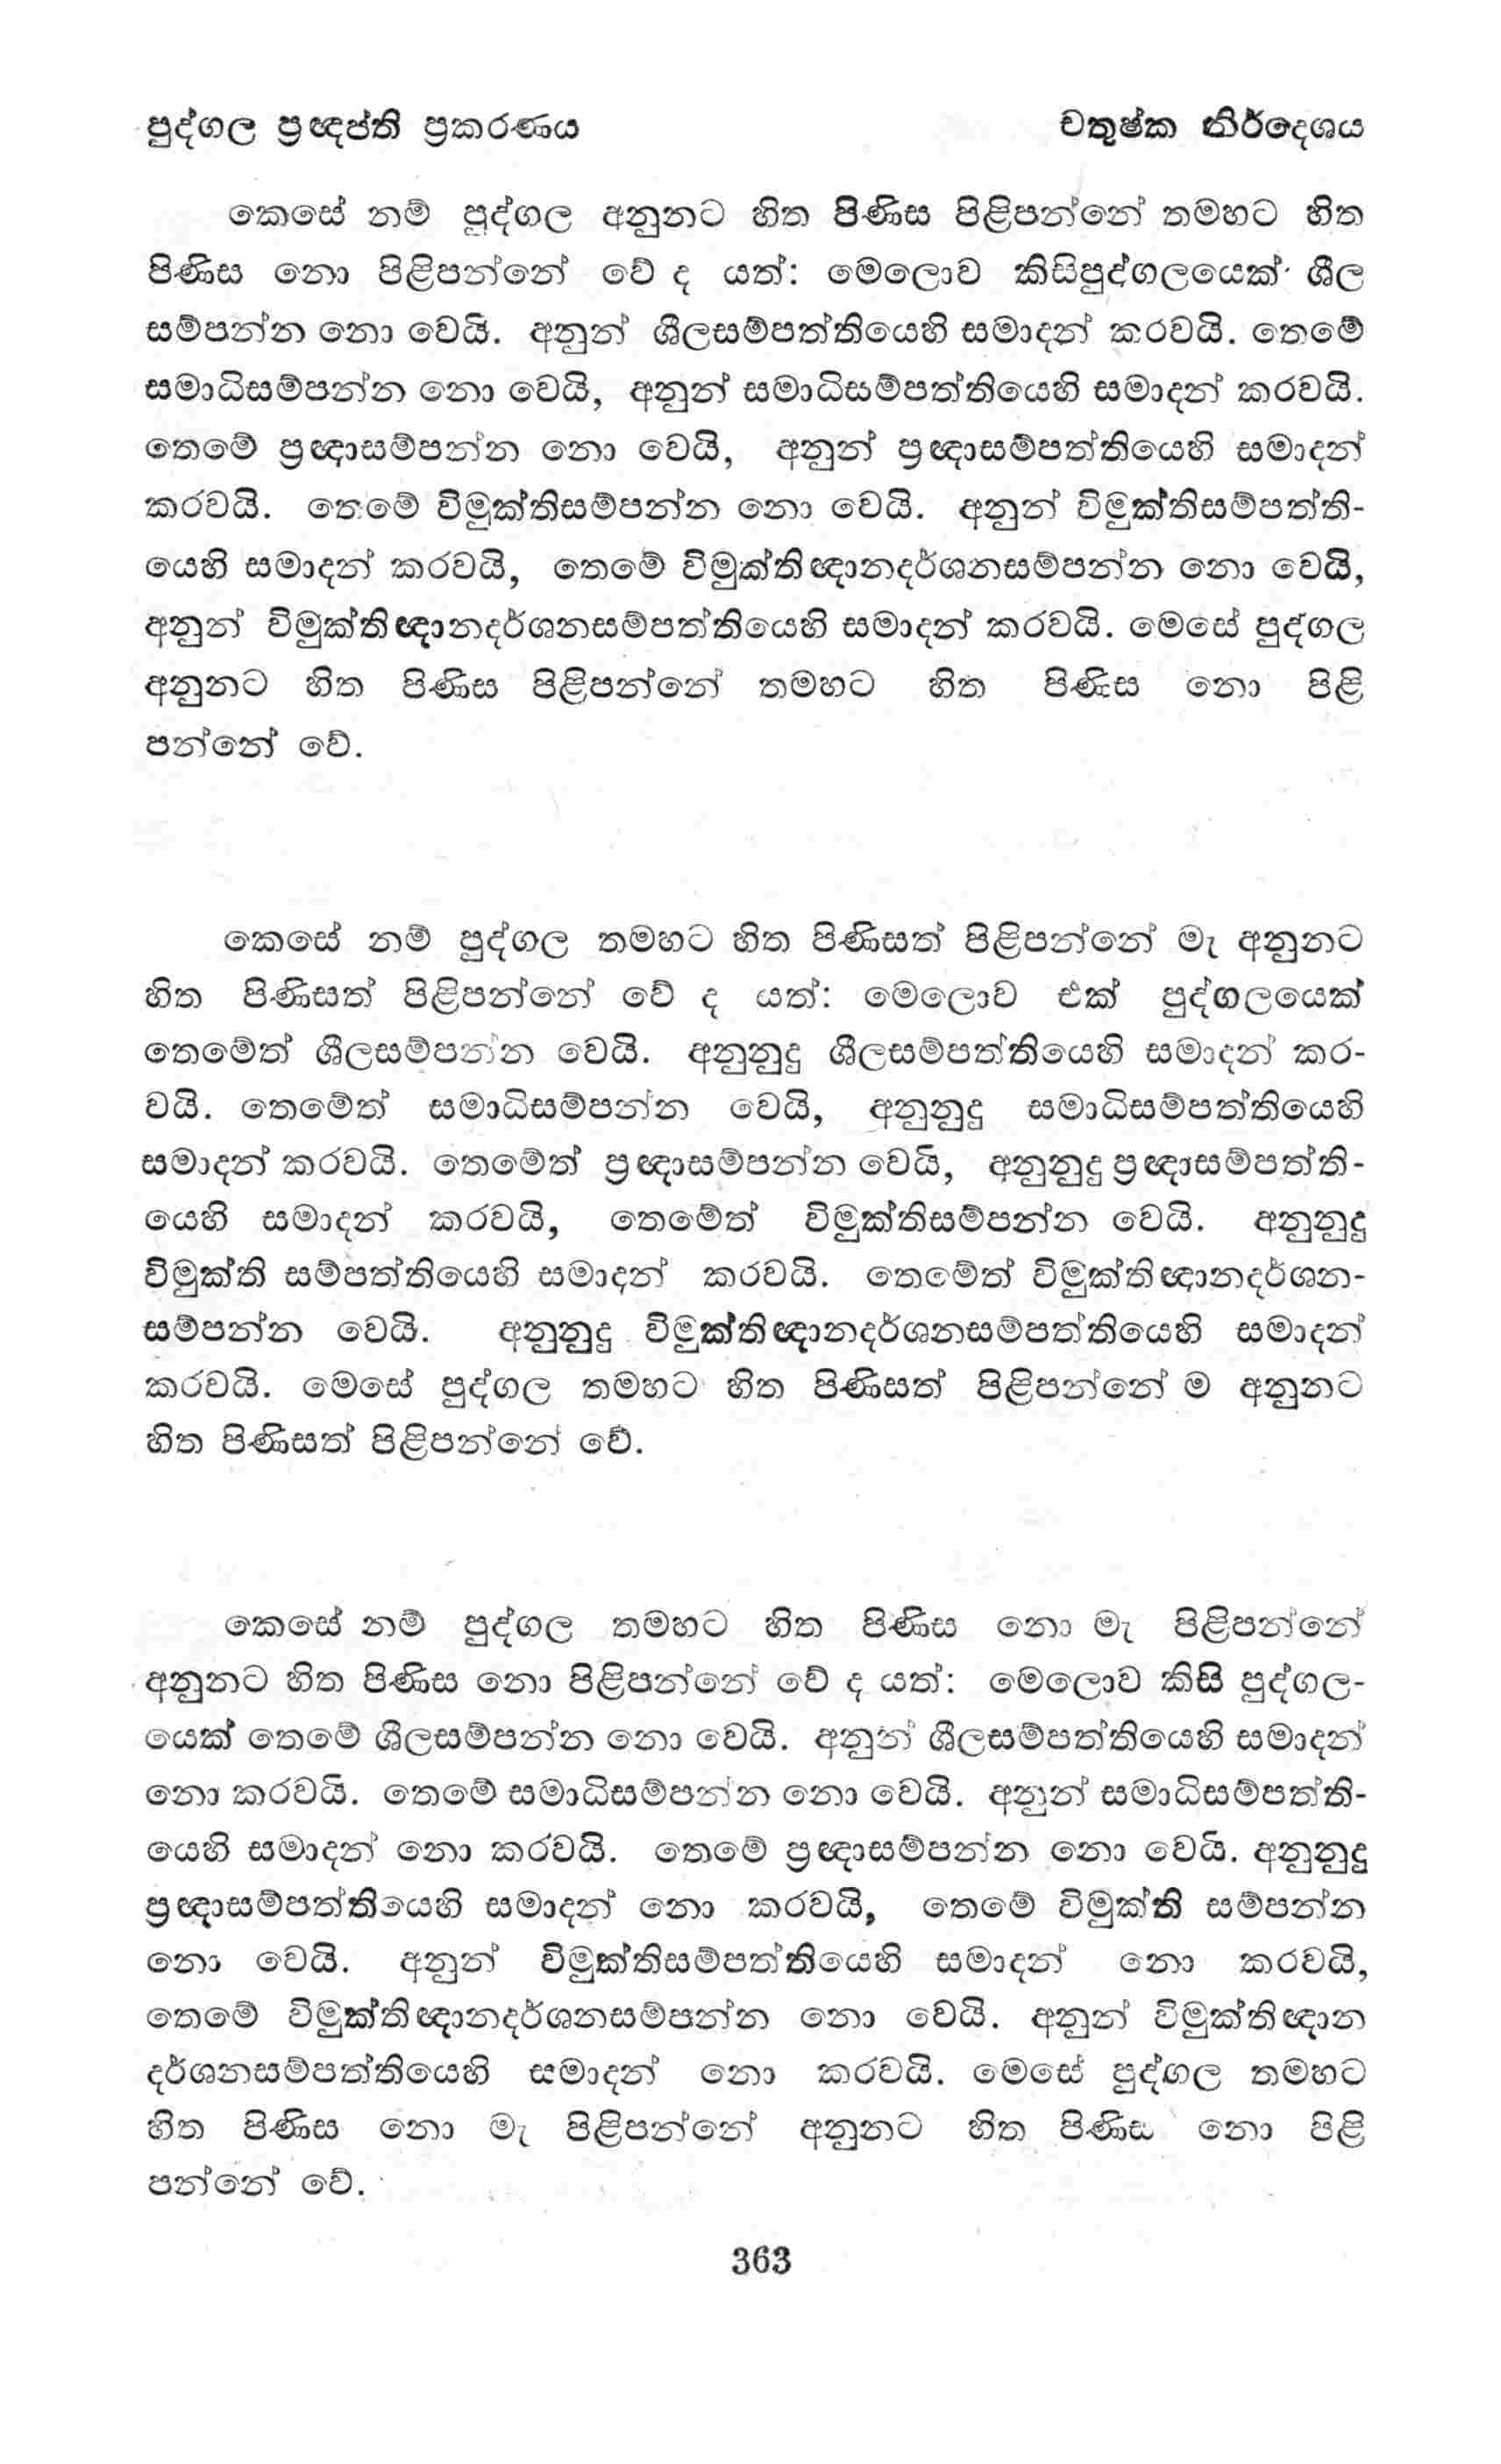 පුද්ගල ප්‍රඥප්ති ප්‍රකරණය චතුෂ්ක නිර්දෙශය
කෙසේ නම් පුද්ගල අනුනට හිත පිණිස පිළිපන්නේ තමහට හිත
පිණිස නො පිළිපන්නේ වේ ද යත්: මෙලොව කිසිපුද්ගලයෙක් ශීල
සම්පන්න නො වෙයි. අනුන් ශීලසම්පත්තියෙහි සමාදන් කරවයි. තෙමේ
සමාධිසම්පන්න නො වෙයි, අනුන් සමාධිසම්පත්තියෙහි සමාදන් කරවයි.
තෙමේ ප්‍රඥාසම්පන්න නො වෙයි, අනුන් ප්‍රඥාසම්පත්තියෙහි සමාදන්
කරවයි. තෙමේ විමුක්තිසම්පන්න නො වෙයි. අනුන් විමුක්තිසම්පත්ති-
යෙහි සමාදන් කරවයි, තෙමේ විමුක්තිඥානදර්ශනසම්පන්න නො වෙයි,
අනුන් විමුක්තිඥානදර්ශනසම්පත්තියෙහි සමාදන් කරවයි. මෙසේ පුද්ගල
අනුනට හිත පිණිස පිළිපන්නේ තමහට හිත පිණිස නො පිළි
පන්නේ වේ.
කෙසේ නම් පුද්ගල තමහට හිත පිණිසත් පිළිපන්නේ මැ අනුනට
හිත පිණිසත් පිළිපන්නේ වේ ද යත්: මෙලොව එක් පුද්ගලයෙක්
තෙමේත් ශීලසම්පන්න වෙයි. අනුනුදු ශීලසම්පත්තියෙහි සමාදන් කර-
වයි. තෙමේත් සමාධිසම්පන්න වෙයි, අනුනුදු සමාධිසම්පත්තියෙහි
සමාදන් කරවයි. තෙමේත් ප්‍රඥාසම්පන්න වෙයි, අනුනුදු ප්‍රඥාසම්පත්ති-
යෙහි සමාදන් කරවයි, තෙමේත් විමුක්තිසම්පන්න වෙයි. අනුනුදු
විමුක්ති සම්පත්තියෙහි සමාදන් කරවයි. තෙමේත් විමුක්තිඥානදර්ශන-
සම්පන්න වෙයි. අනුනුදු විමුක්තිඥානදර්ශනසම්පත්තියෙහි සමාදන්
කරවයි. මෙසේ පුද්ගල තමහට හිත පිණිසත් පිළිපන්නේ ම අනුනට
හිත පිණිසත් පිළිපන්නේ වේ.
කෙසේ නම් පුද්ගල තමහට හිත පිණිස නො මැ පිළිපන්නේ
අනුනට හිත පිණිස නො පිළිපන්නේ වේ ද යත්: මෙලොව කිසි පුද්ගල-
යෙක් තෙමේ ශීලසම්පන්න නො වෙයි. අනුන් ශීලසම්පත්තියෙහි සමාදන්
නො කරවයි. තෙමේ සමාධිසම්පන්න නො වෙයි. අනුන් සමාධිසම්පත්ති-
යෙහි සමාදන් නො කරවයි. තෙමේ ප්‍රඥාසම්පන්න නො වෙයි. අනුනුදු
ප්‍රඥාසම්පත්තියෙහි සමාදන් නො කරවයි, තෙමේ විමුක්ති සම්පන්න
නො වෙයි. අනුන් විමුක්තිසම්පත්තියෙහි සමාදන් නො කරවයි,
තෙමේ විමුක්තිඥානදර්ශනසම්පන්න නො වෙයි. අනුන් විමුක්තිඥාන
දර්ශනසම්පත්තියෙහි සමාදන් නො කරවයි. මෙසේ පුද්ගල තමහට
හිත පිණිස නො මැ පිළිපන්නේ අනුනට හිත පිණිස නො පිළි
පන්නේ වේ.
363